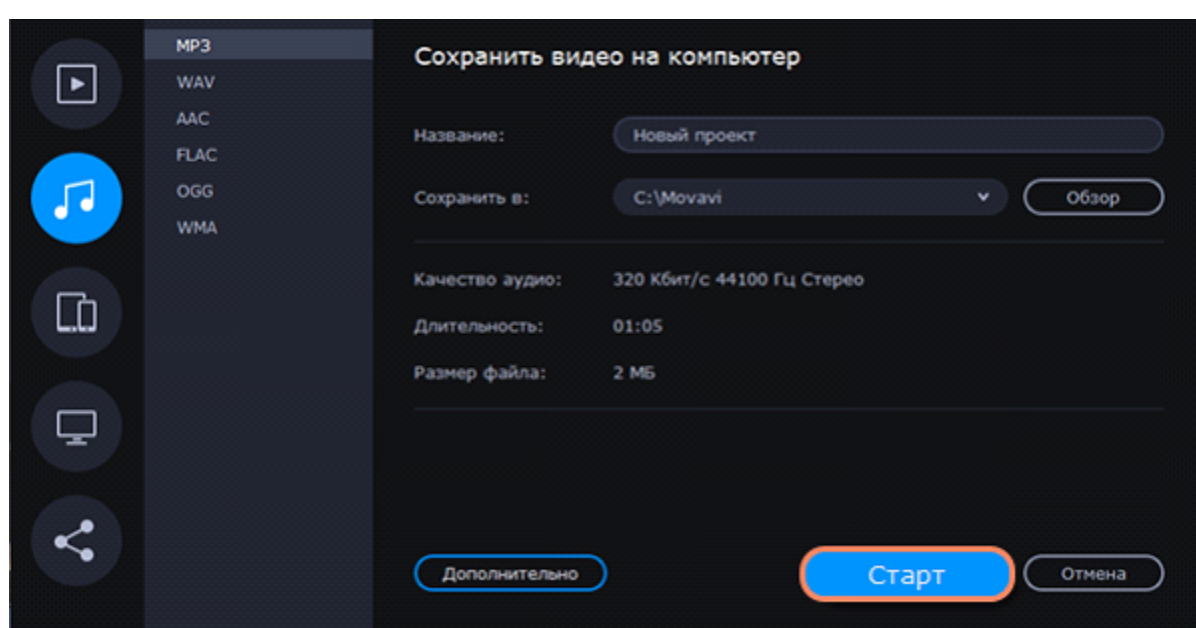 MP3
WAV
AAC
FLAC
OGG
WMA
Сохранить видео на компьютер
Название: Новый проект
Сохранить в: C:\Movavi Обзор
Качество аудио: 320 Кбит/с 44100 Гц Стерео
Длительность: 01:05
Размер файла: 2 МБ
Дополнительно Старт Отмена